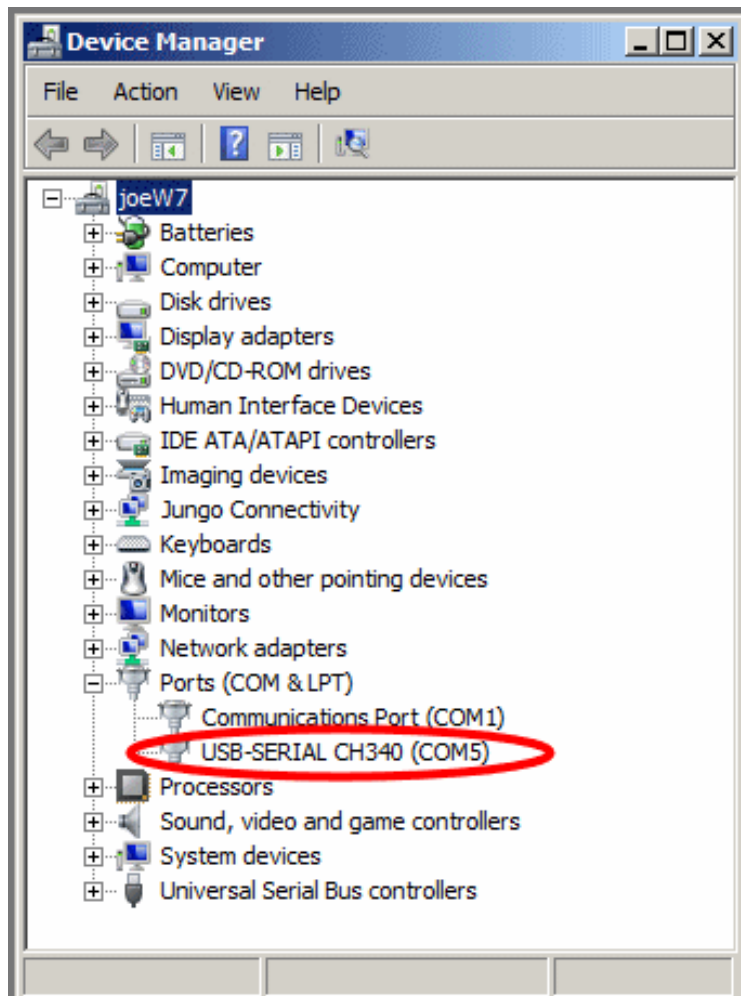 Device Manager
File Action View Help
joeW7
Batteries
Computer
Disk drives
Display adapters
DVD/CD-ROM drives
Human Interface Devices
IDE ATA/ATAPI controllers
Imaging devices
Jungo Connectivity
Keyboards
Mice and other pointing devices
Monitors
Network adapters
Ports (COM & LPT)
Communications Port (COM1)
USB-SERIAL CH340 (COM5)
Processors
Sound, video and game controllers
System devices
Universal Serial Bus controllers